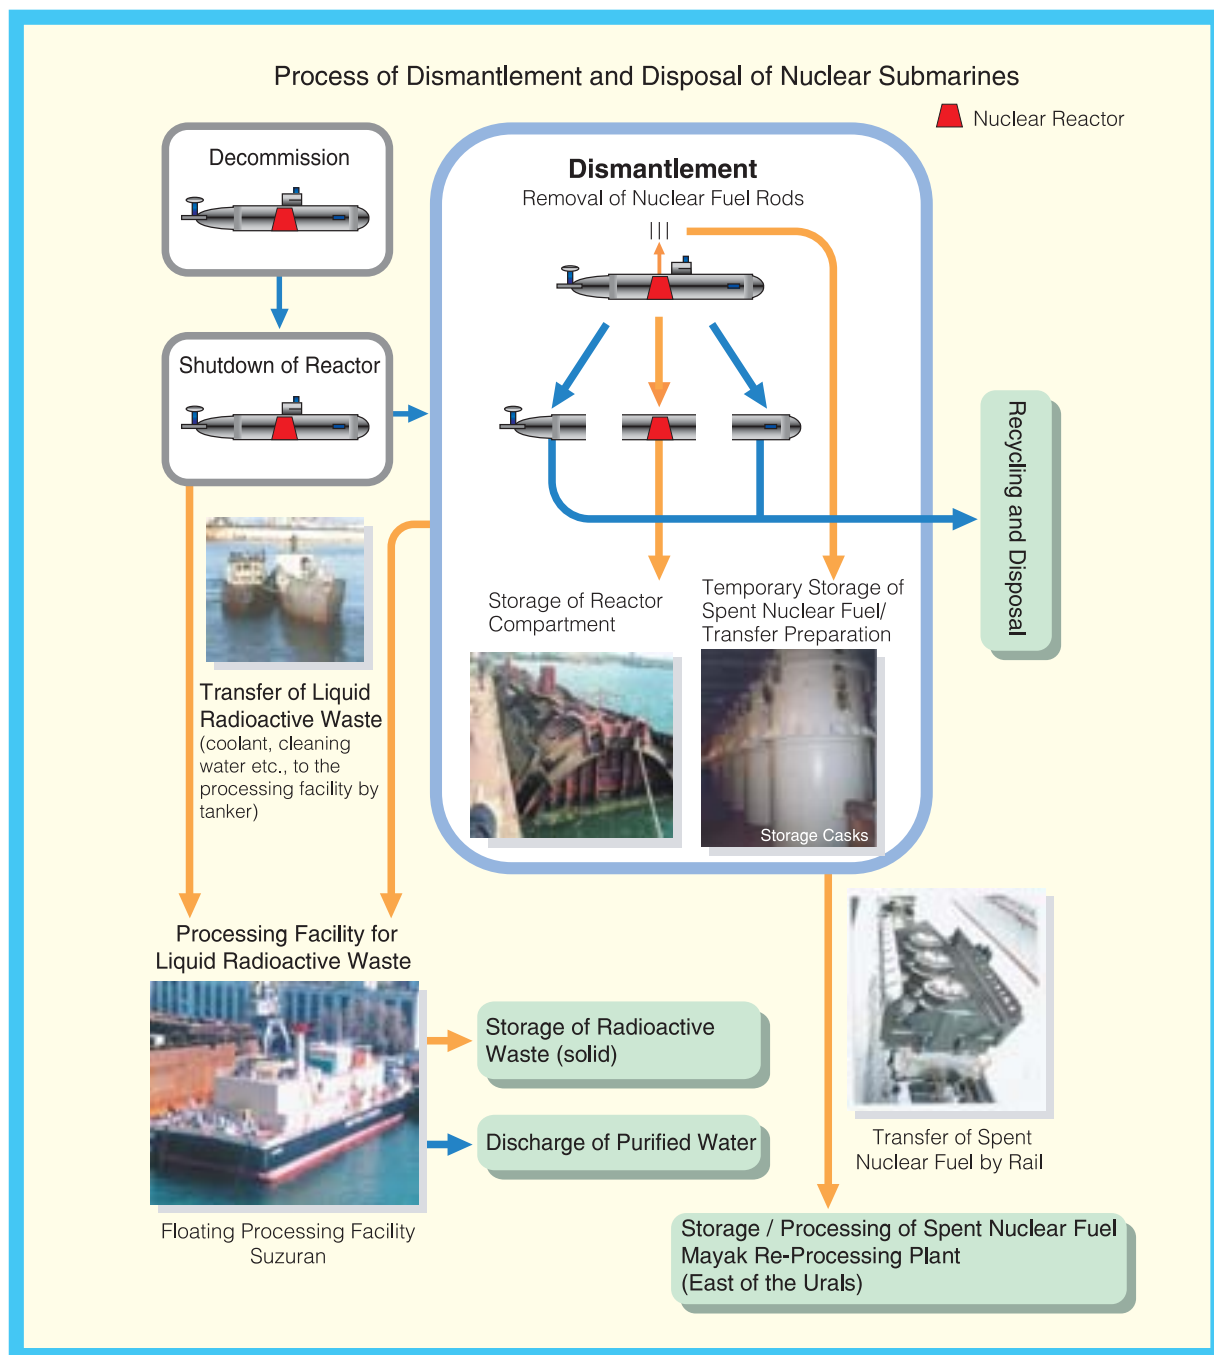 Process of Dismantlement and Disposal of Nuclear Submarines
Nuclear Reactor
Decommission
Shutdown of Reactor
Dismantlement
Removal of Nuclear Fuel Rods
Recycling and Disposal
Storage of Reactor
Compartment
Temporary Storage of
Spent Nuclear Fuel/
Transfer Preparation
Storage Casks
Transfer of Liquid
Radioactive Waste
(coolant, cleaning
water etc., to the
processing facility by
tanker)
Processing Facility for
Liquid Radioactive Waste
Floating Processing Facility
Suzuran
Storage of Radioactive
Waste (solid)
Discharge of Purified Water
Transfer of Spent
Nuclear Fuel by Rail
Storage / Processing of Spent Nuclear Fuel
Mayak Re-Processing Plant
(East of the Urals)